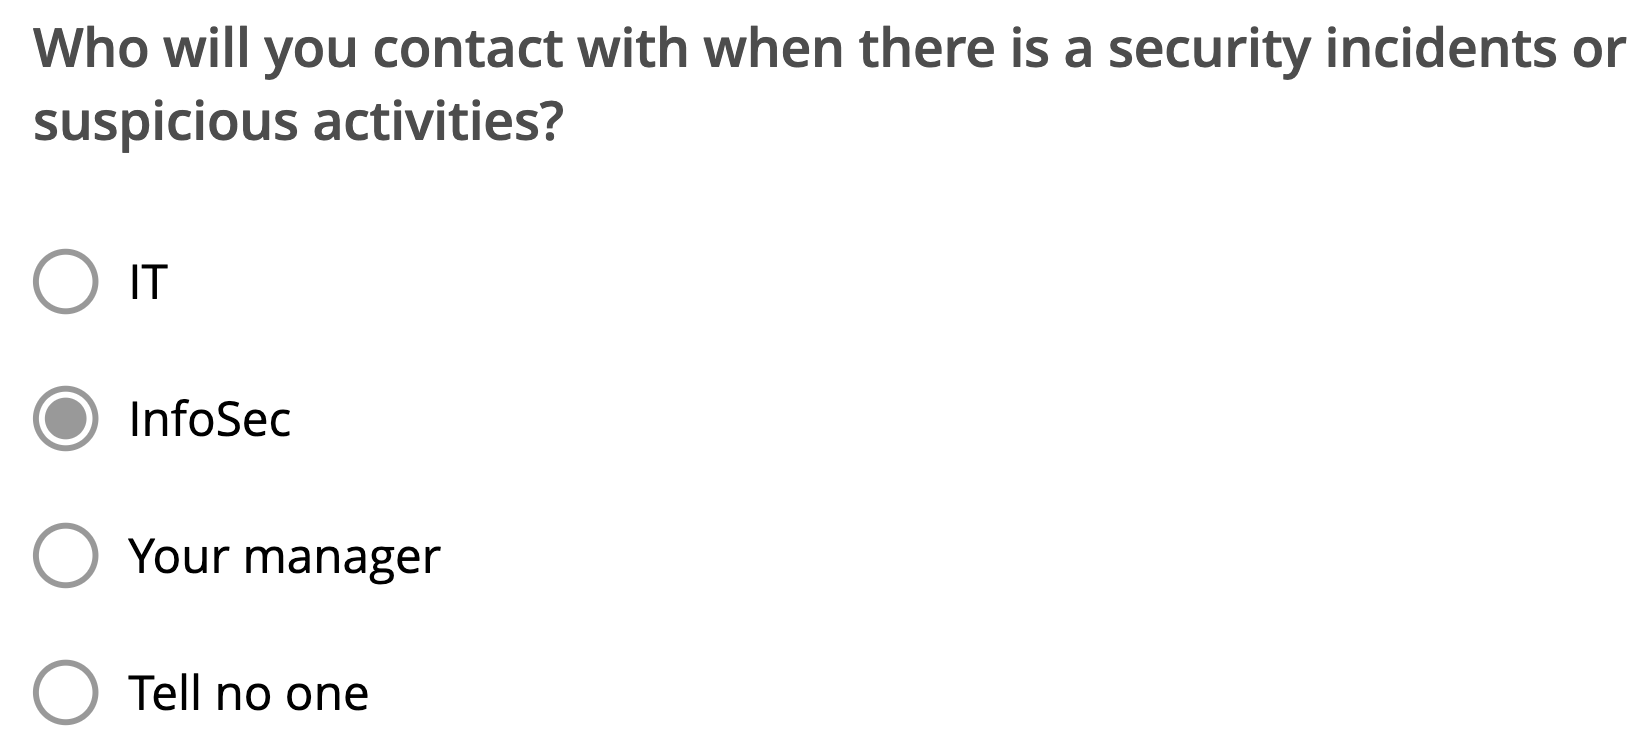 Who will you contact with when there is a security incidents or
suspicious activities?
IT
InfoSec
Your manager
Tell no one